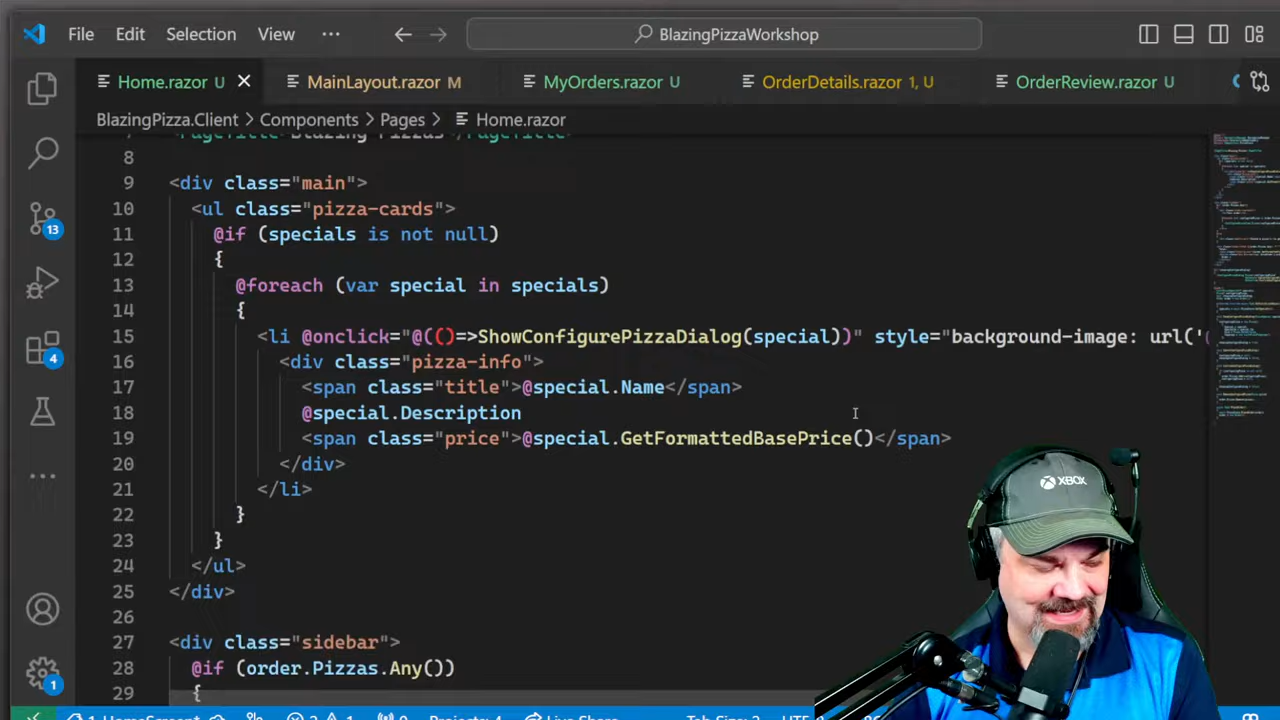 File Edit Selection View ··· BlazingPizzaWorkshop
Home.razor U MainLayout.razor M MyOrders.razor U OrderDetails.razor 1, U OrderReview.razor U
BlazingPizza.Client > Components > Pages > Home.razor
8
9 <div class="main">
10 <ul class="pizza-cards">
11 @if (specials is not null)
12 {
13 @foreach (var special in specials)
14 {
15 <li @onclick="@(()=>ShowConfigurePizzaDialog(special))" style="background-image: url('
16 <div class="pizza-info">
17 <span class="title">@special.Name</span>
18 @special.Description
19 <span class="price">@special.GetFormattedBasePrice()</span>
20 </div>
21 </li>
22 }
23 }
24 </ul>
25 </div>
26
27 <div class="sidebar">
28 @if (order.Pizzas.Any())
29 {
13
4
1
XBOX